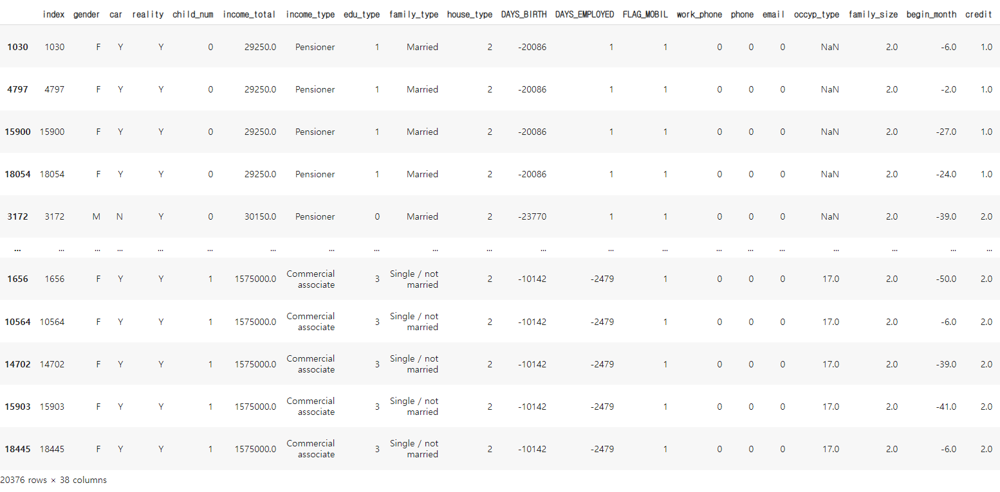 index gender car reality child_num income_total income_type edu_type family_type house_type DAYS_BIRTH DAYS_EMPLOYED FLAG_MOBIL work_phone phone email occyp_type family_size begin_month credit
1030 1030 F Y Y 0 29250.0 Pensioner 1 Married 2 -20086 1 1 0 0 0 NaN 2.0 -6.0 1.0
4797 4797 F Y Y 0 29250.0 Pensioner 1 Married 2 -20086 1 1 0 0 0 NaN 2.0 -2.0 1.0
15900 15900 F Y Y 0 29250.0 Pensioner 1 Married 2 -20086 1 1 0 0 0 NaN 2.0 -27.0 1.0
18054 18054 F Y Y 0 29250.0 Pensioner 1 Married 2 -20086 1 1 0 0 0 NaN 2.0 -24.0 1.0
3172 3172 M N Y 0 30150.0 Pensioner 0 Married 2 -23770 1 1 0 0 0 NaN 2.0 -39.0 2.0
... ... ... ... ... ... ... ... ... ... ... ... ... ... ... ... ... ... ... ... ...
1656 1656 F Y Y 1 1575000.0 Commercial associate 3 Single / not married 2 -10142 -2479 1 0 0 0 17.0 2.0 -50.0 2.0
10564 10564 F Y Y 1 1575000.0 Commercial associate 3 Single / not married 2 -10142 -2479 1 0 0 0 17.0 2.0 -6.0 2.0
14702 14702 F Y Y 1 1575000.0 Commercial associate 3 Single / not married 2 -10142 -2479 1 0 0 0 17.0 2.0 -39.0 2.0
15903 15903 F Y Y 1 1575000.0 Commercial associate 3 Single / not married 2 -10142 -2479 1 0 0 0 17.0 2.0 -41.0 2.0
18445 18445 F Y Y 1 1575000.0 Commercial associate 3 Single / not married 2 -10142 -2479 1 0 0 0 17.0 2.0 -6.0 2.0
20376 rows × 38 columns